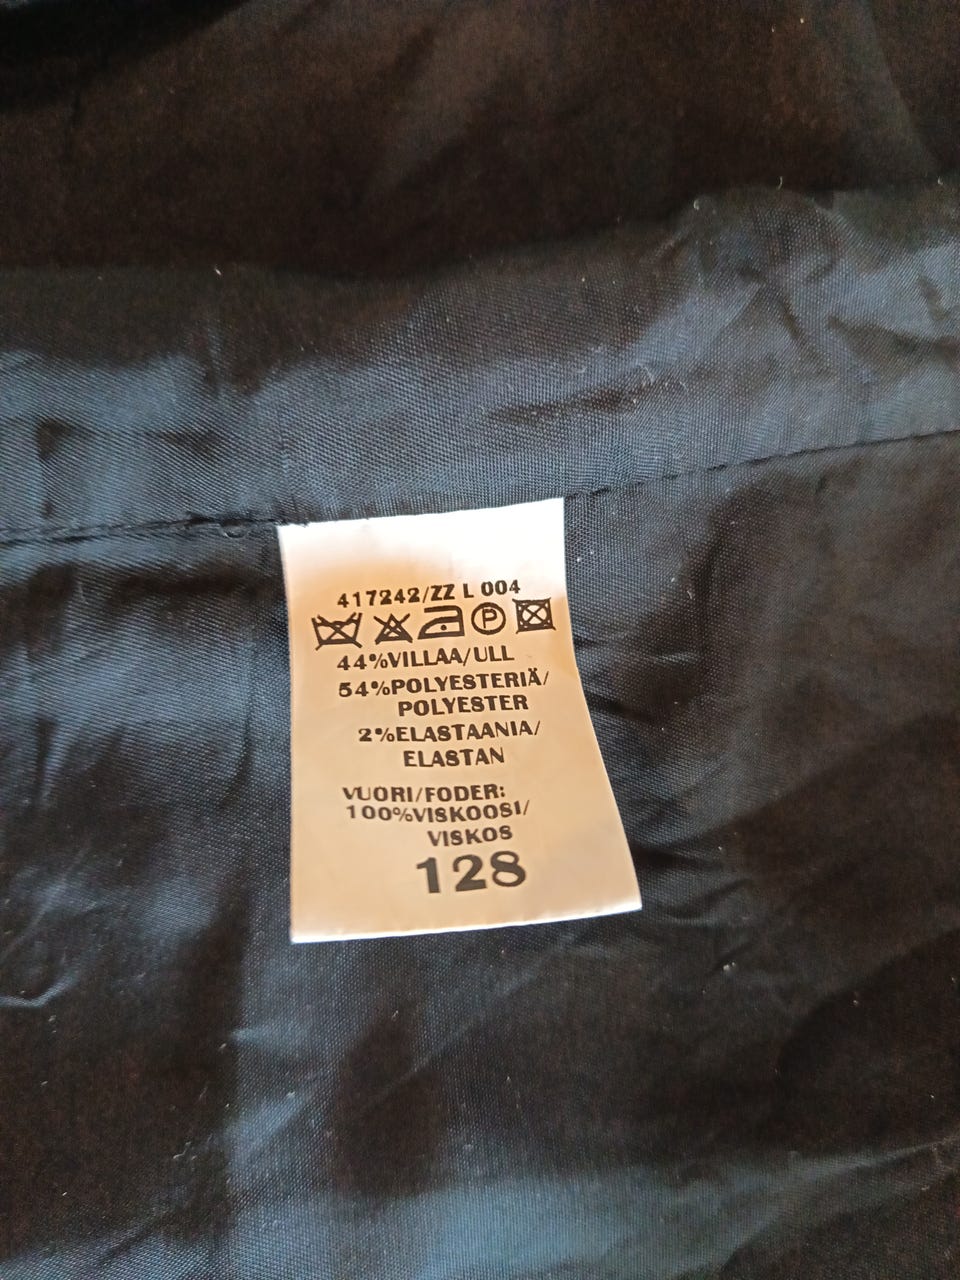 417242/ZZ L 004
P
44%VILLAA/ULL
54%POLYESTERIÄ/
POLYESTER
2%ELASTAANIA/
ELASTAN
VUORI/FODER:
100%VISKOOSI/
VISKOS
128